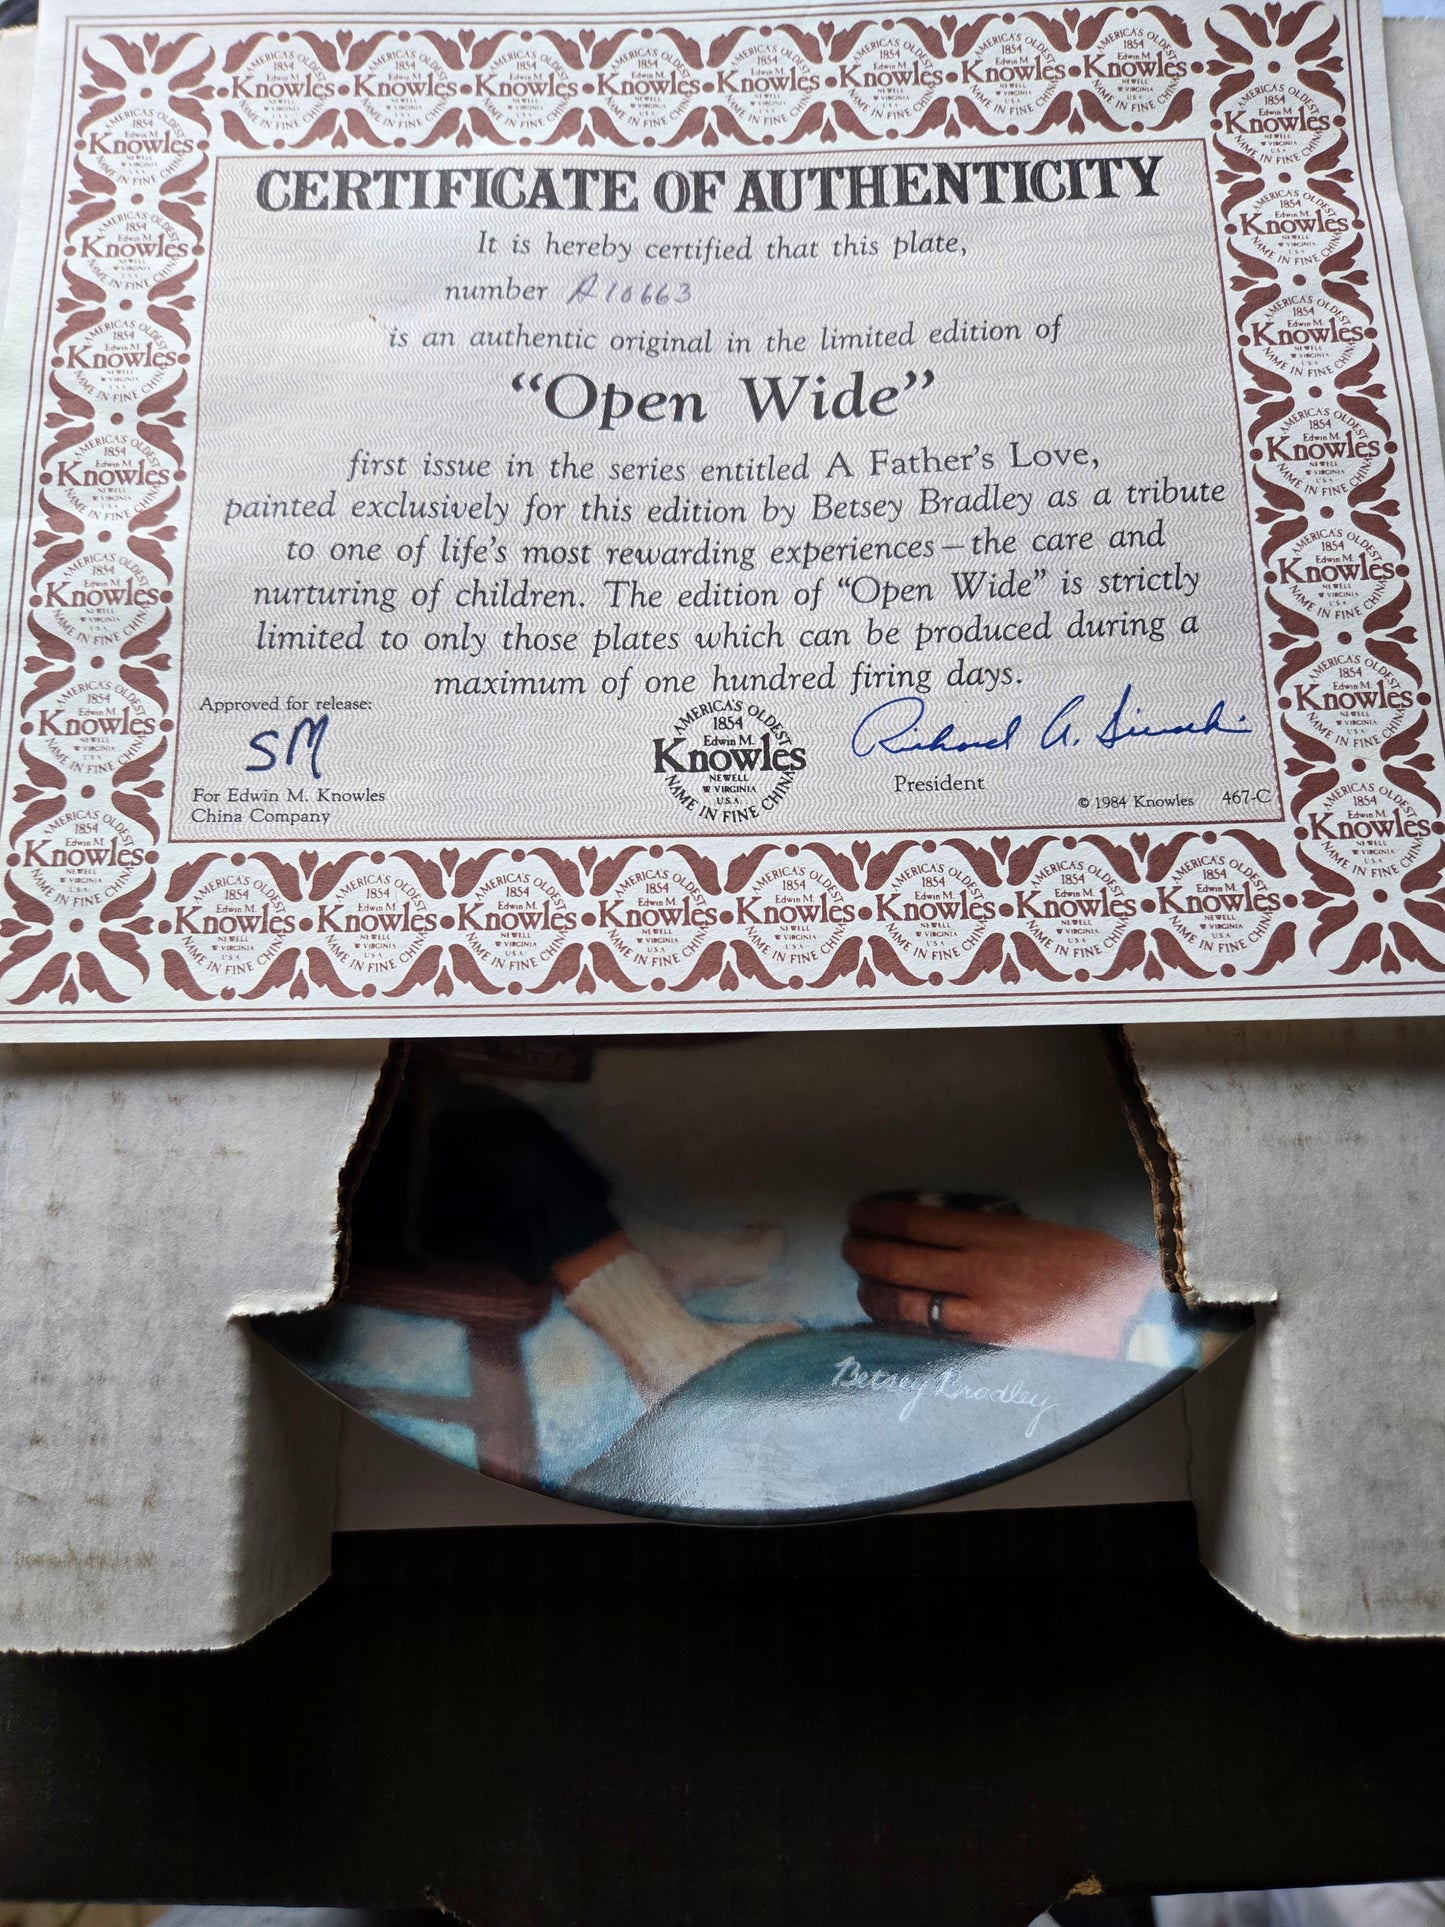 CERTIFICATE OF AUTHENTICITY
It is hereby certified that this plate,
number A10663
is an authentic original in the limited edition of
“Open Wide”
first issue in the series entitled A Father's Love,
painted exclusively for this edition by Betsey Bradley as a tribute
to one of life's most rewarding experiences—the care and
nurturing of children. The edition of “Open Wide” is strictly
limited to only those plates which can be produced during a
maximum of one hundred firing days.
Approved for release:
SM
For Edwin M. Knowles
China Company
AMERICA'S OLDEST
1854
Edwin M.
Knowles
NEWELL
W VIRGINIA
U.S.A.
NAME IN FINE CHINA
Richard A.
President
© 1984 Knowles 467-C
Betsey Bradley